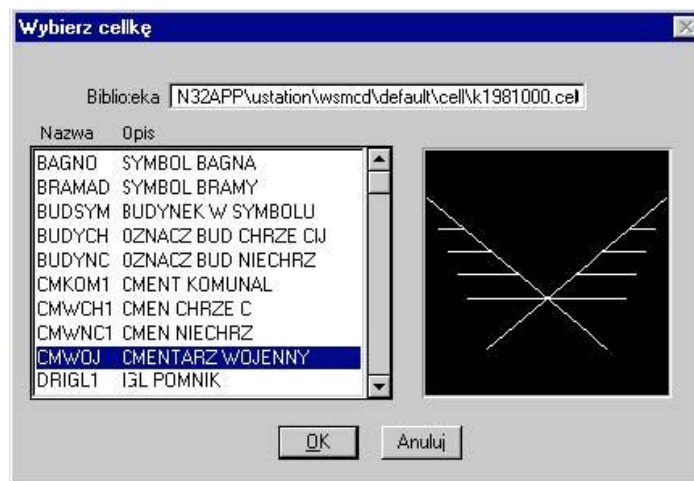 Wybierz cellkę
Biblioteka N32APP\ustation\wsmcd\default\cell\k1981000.cel
Nazwa Opis
BAGNO SYMBOL BAGNA
BRAMAD SYMBOL BRAMY
BUDSYM BUDYNEK W SYMBOLU
BUDYCH OZNACZ BUD CHRZE CIJ
BUDYNC OZNACZ BUD NIECHRZ
CMKOM1 CMENT KOMUNAL
CMWCH1 CMEN CHRZE C
CMWNC1 CMEN NIECHRZ
CMWOJ CMENTARZ WOJENNY
DRIGL1 IGL POMNIK
OK Anuluj